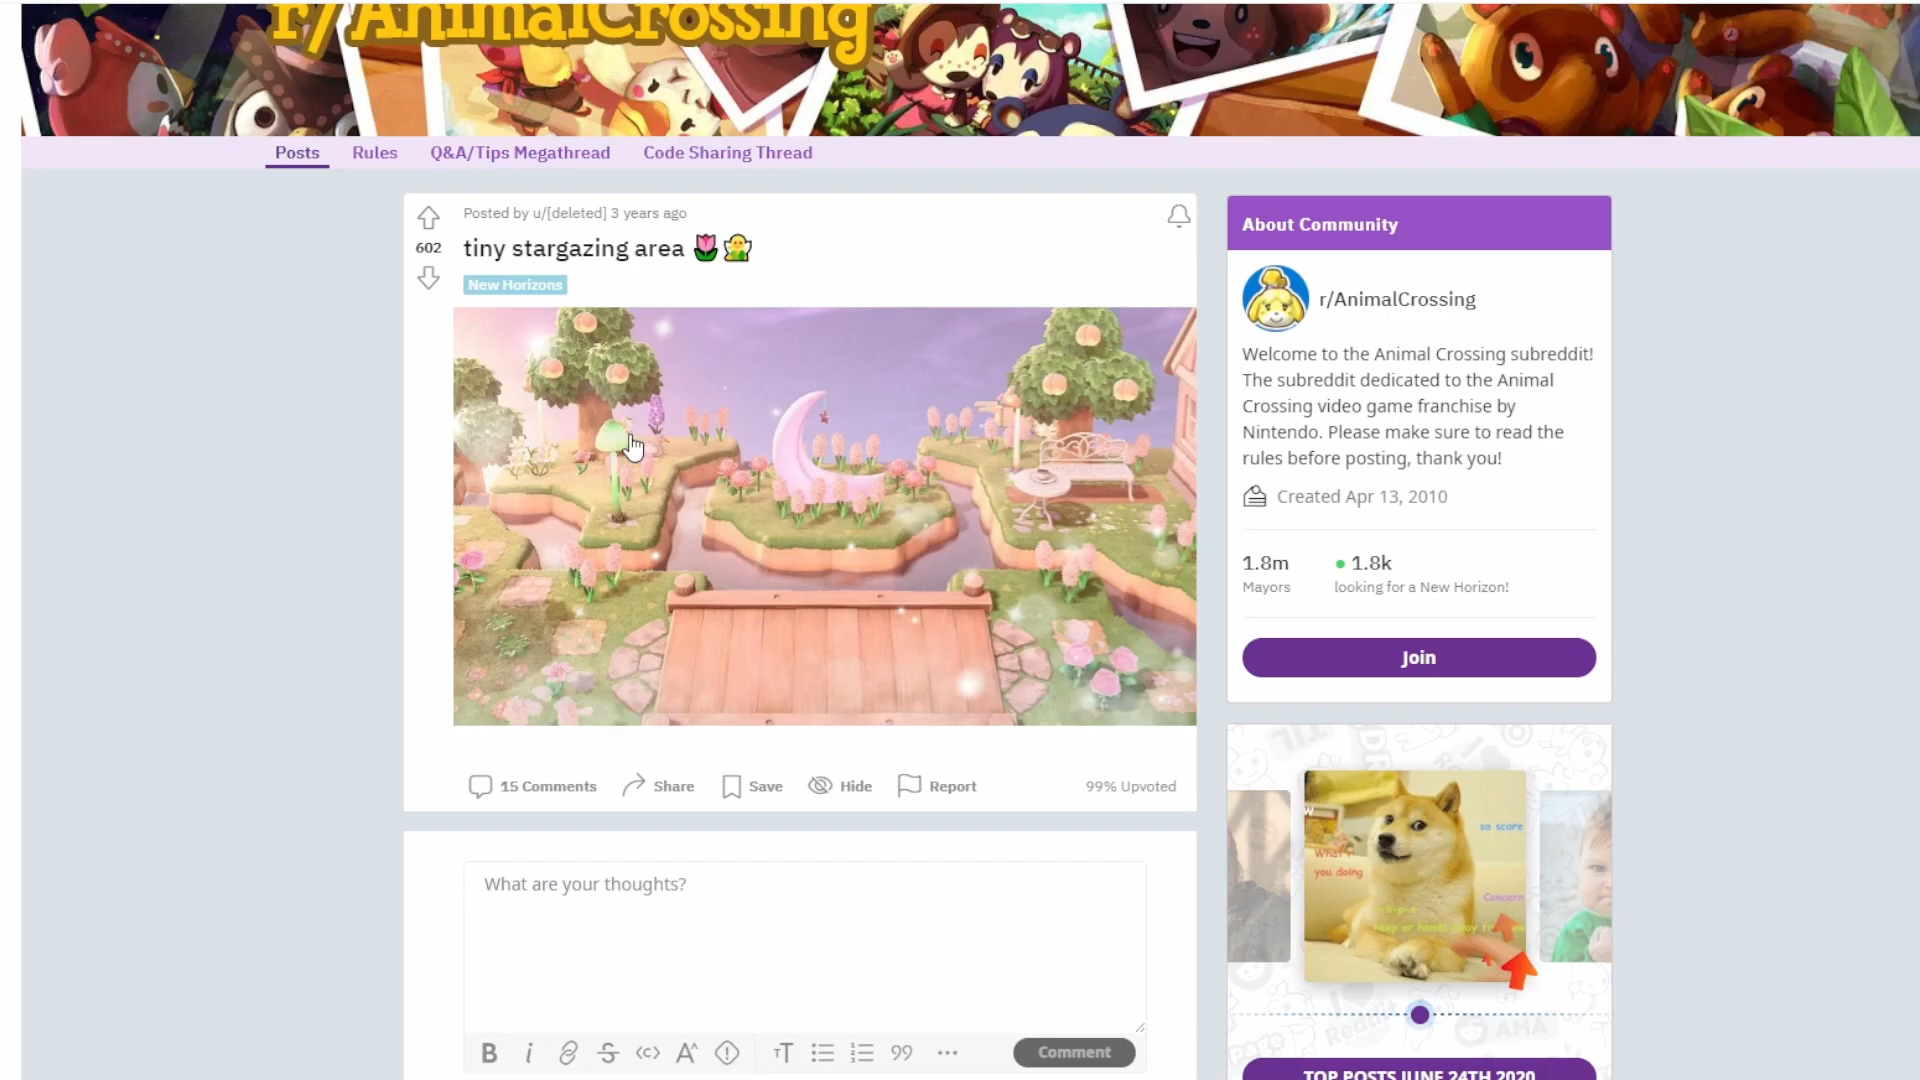 r/AnimalCrossing
Posts Rules Q&A/Tips Megathread Code Sharing Thread
Posted by u/[deleted] 3 years ago
602
tiny stargazing area
New Horizons
15 Comments Share Save Hide Report 99% Upvoted
What are your thoughts?
Comment
About Community
r/AnimalCrossing
Welcome to the Animal Crossing subreddit!
The subreddit dedicated to the Animal
Crossing video game franchise by
Nintendo. Please make sure to read the
rules before posting, thank you!
Created Apr 13, 2010
1.8m 1.8k
Mayors looking for a New Horizon!
Join
so scare
What r
you doing
Concern
TOP POSTS JUNE 24TH 2020